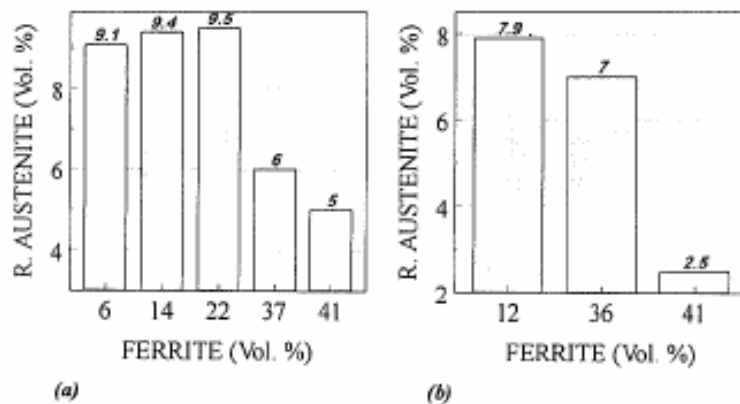 R. AUSTENITE (Vol. %)
8
6
4
9.1
9.4
9.5
6
5
6 14 22 37 41
FERRITE (Vol. %)
(a)
R. AUSTENITE (Vol. %)
8
6
4
2
7.9
7
2.5
12 36 41
FERRITE (Vol. %)
(b)